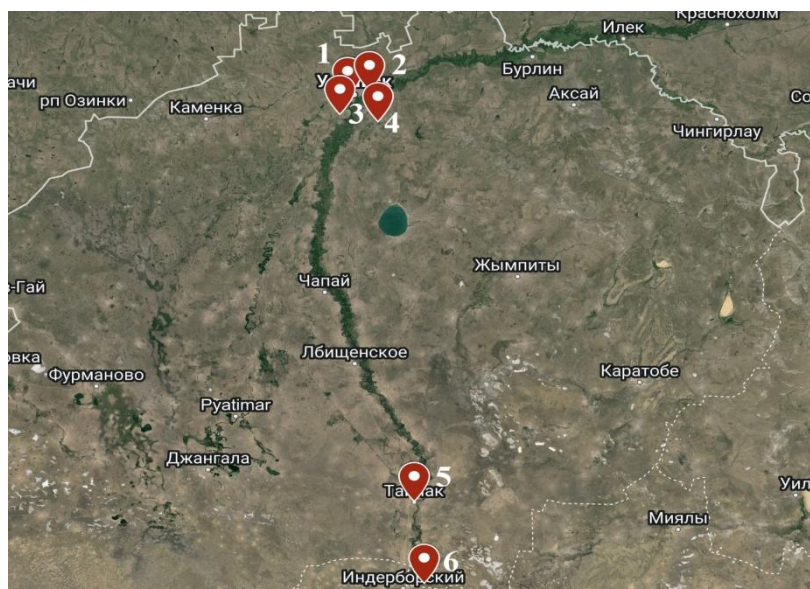 Краснохолм
Илек
1
2
Бурлин
ачи
рп Озинки
Каменка
Аксай
Со
3
4
Чингирлау
Жымпиты
Чапай
в-Гай
Лбищенское
овка
Фурманово
Каратобе
Pyatimar
Джангала
5
Уил
Миялы
6
Индерборский